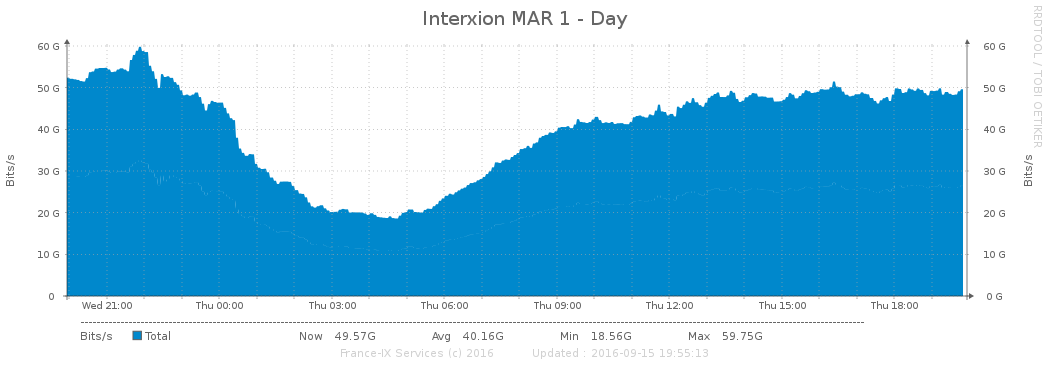 Interxion MAR 1 - Day
RRDTOOL / TOBI OETIKER
Bits/s
60 G
50 G
40 G
30 G
20 G
10 G
0
60 G
50 G
40 G
30 G
20 G
10 G
0 G
Bits/s
Wed 21:00 Thu 00:00 Thu 03:00 Thu 06:00 Thu 09:00 Thu 12:00 Thu 15:00 Thu 18:00
Bits/s Total Now 49.57G Avg 40.16G Min 18.56G Max 59.75G
France-IX Services (c) 2016 Updated : 2016-09-15 19:55:13